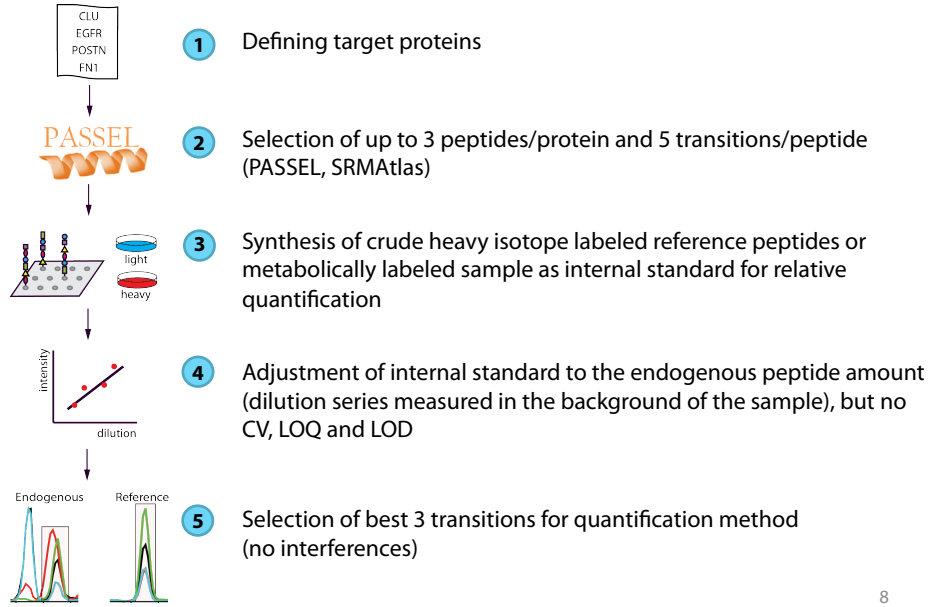 CLU
EGFR
POSTN
FN1
1
Defining target proteins
PASSEL
2
Selection of up to 3 peptides/protein and 5 transitions/peptide
(PASSEL, SRMAtlas)
light
heavy
3
Synthesis of crude heavy isotope labeled reference peptides or
metabolically labeled sample as internal standard for relative
quantification
intensity
dilution
4
Adjustment of internal standard to the endogenous peptide amount
(dilution series measured in the background of the sample), but no
CV, LOQ and LOD
Endogenous
Reference
5
Selection of best 3 transitions for quantification method
(no interferences)
8